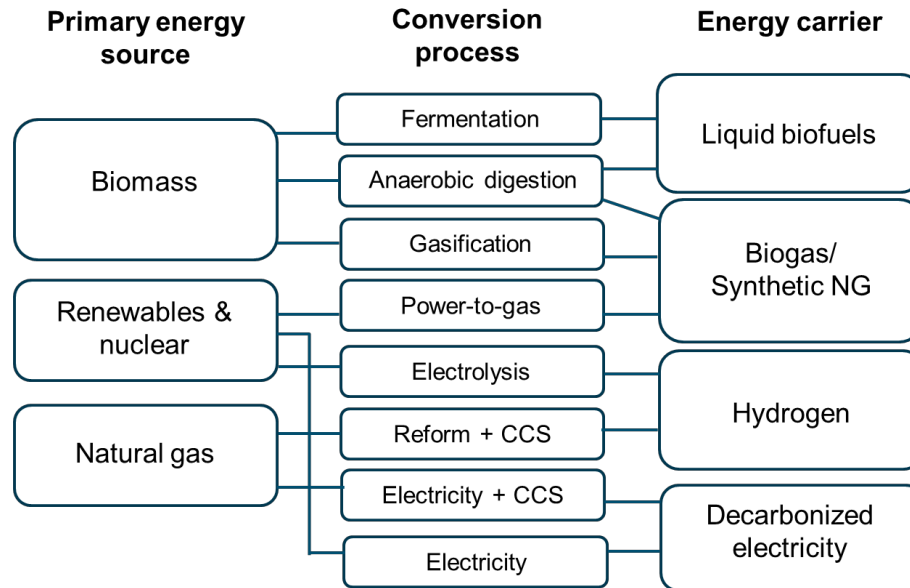 Primary energy
source
Conversion
process
Energy carrier
Biomass
Renewables &
nuclear
Natural gas
Fermentation
Anaerobic digestion
Gasification
Power-to-gas
Electrolysis
Reform + CCS
Electricity + CCS
Electricity
Liquid biofuels
Biogas/
Synthetic NG
Hydrogen
Decarbonized
electricity